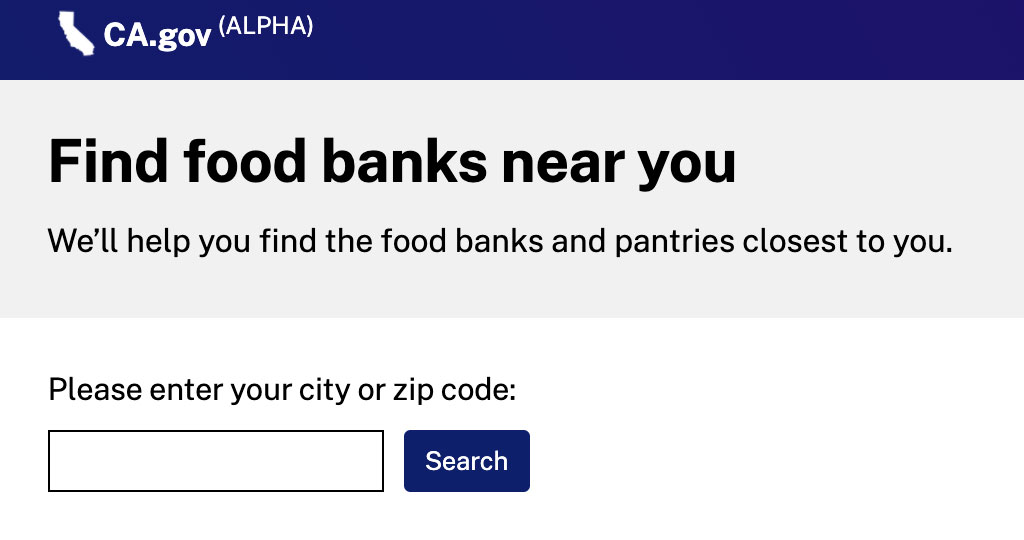 CA.gov (ALPHA)
Find food banks near you
We’ll help you find the food banks and pantries closest to you.
Please enter your city or zip code:
Search